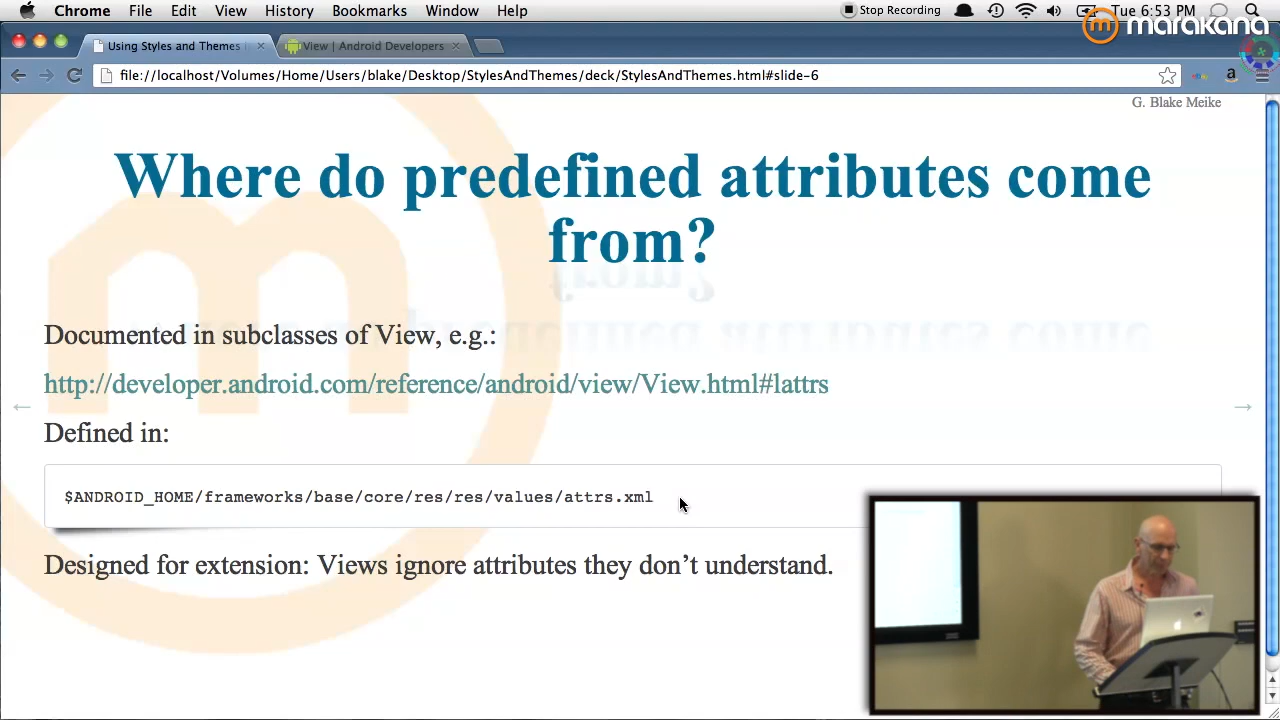 Chrome File Edit View History Bookmarks Window Help Stop Recording Tue 6:53 PM
marakana
Using Styles and Themes View | Android Developers
file://localhost/Volumes/Home/Users/blake/Desktop/StylesAndThemes/deck/StylesAndThemes.html#slide-6
G. Blake Meike
Where do predefined attributes come
from?
Documented in subclasses of View, e.g.:
http://developer.android.com/reference/android/view/View.html#lattrs
← →
Defined in:
$ANDROID_HOME/frameworks/base/core/res/res/values/attrs.xml
Designed for extension: Views ignore attributes they don’t understand.